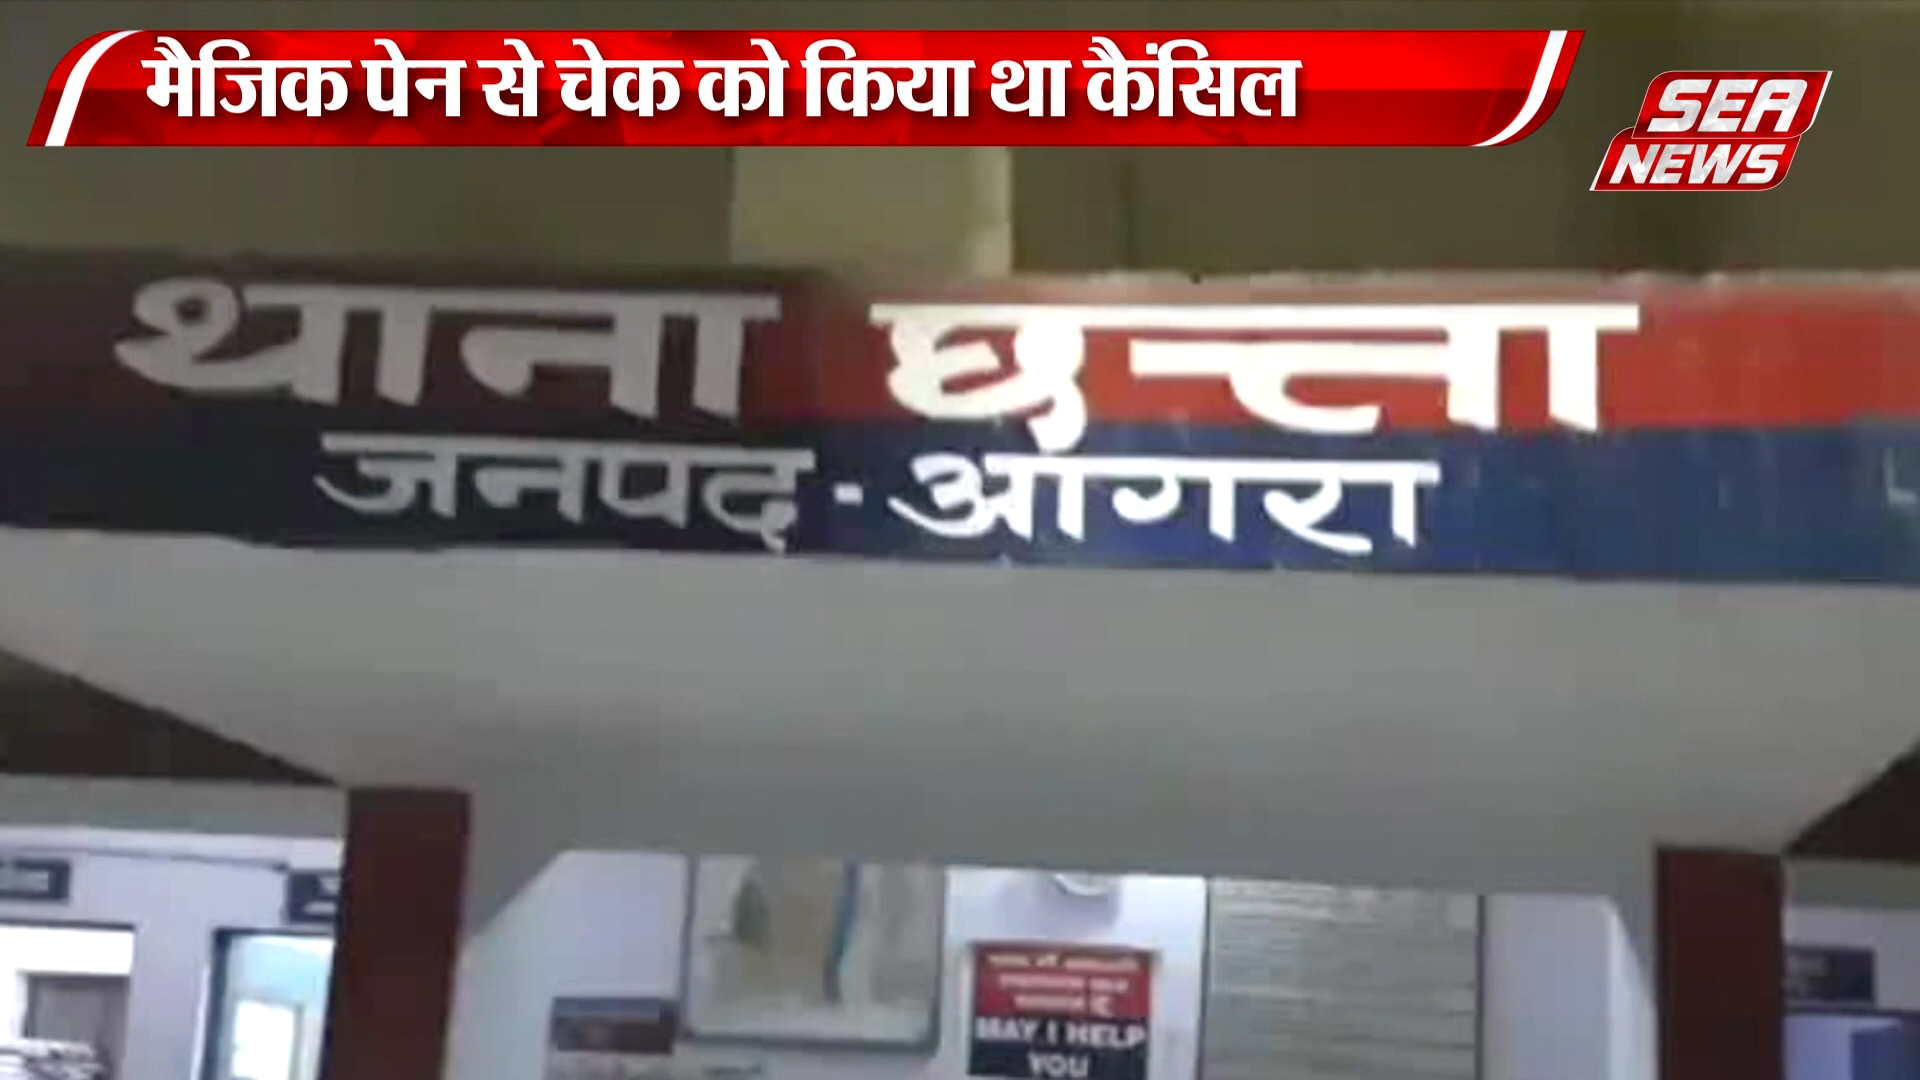 मैजिक पेन से चेक को किया था कैंसिल
SEA
NEWS
थाना छत्ता
जनपद - आगरा
MAY I HELP
YOU